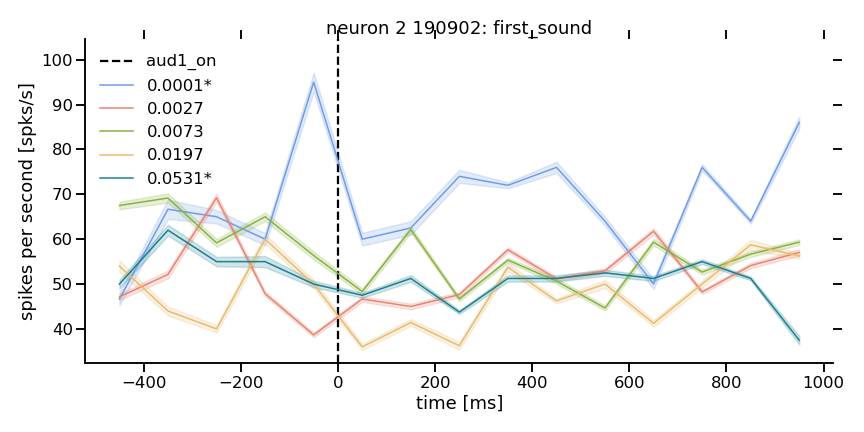 neuron 2 190902: first_sound
spikes per second [spks/s]
100
90
80
70
60
50
40
aud1_on
0.0001*
0.0027
0.0073
0.0197
0.0531*
−400 −200 0 200 400 600 800 1000
time [ms]